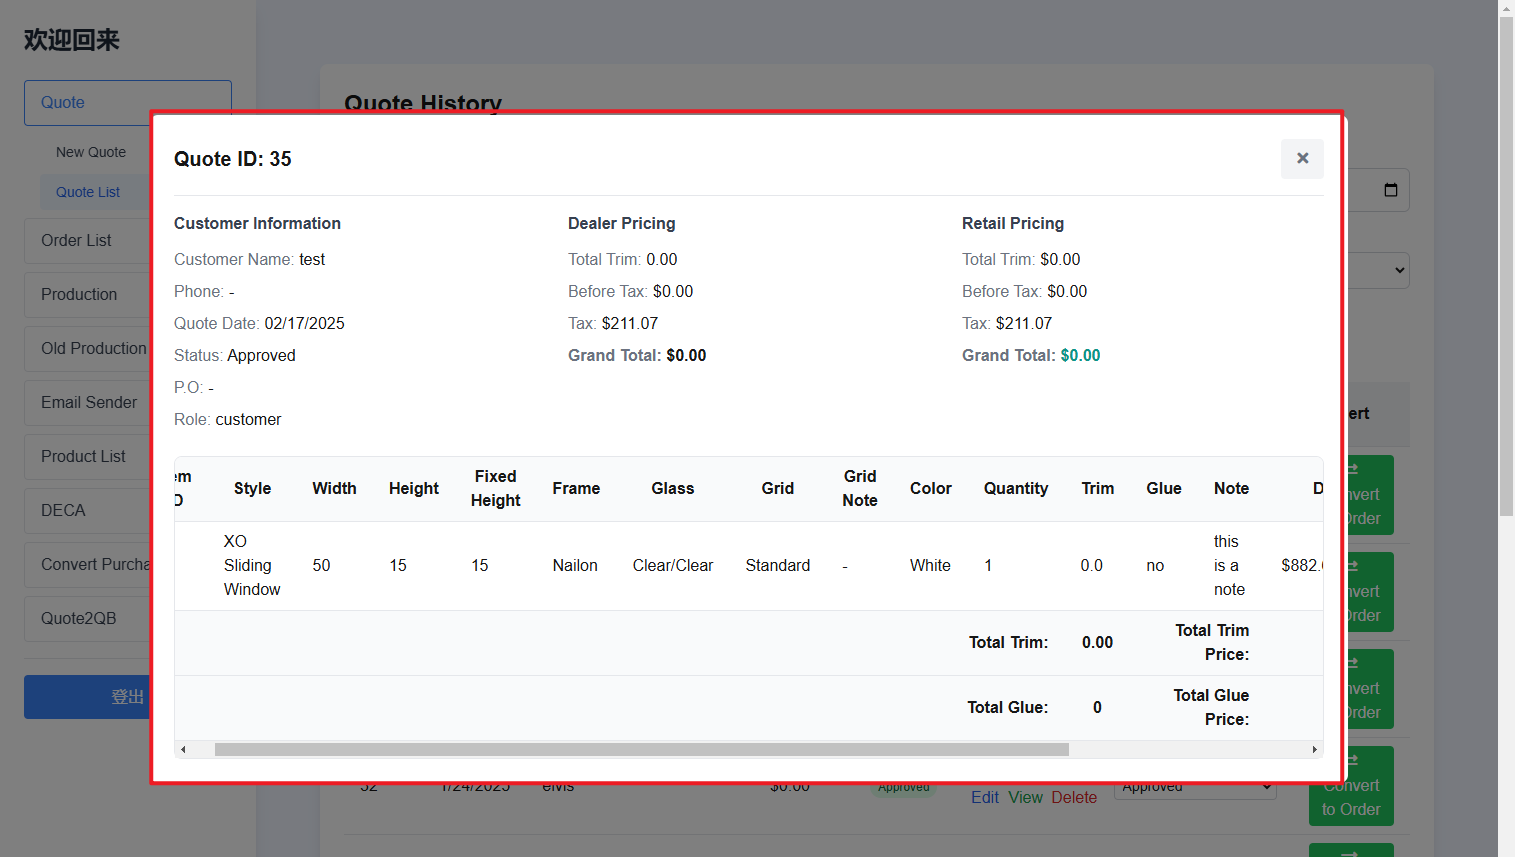 欢迎回来
Quote
New Quote
Quote List
Order List
Production
Old Production
Email Sender
Product List
DECA
Convert Purcha
Quote2QB
登出
Quote History
Quote ID: 35
Customer Information
Customer Name: test
Phone: -
Quote Date: 02/17/2025
Status: Approved
P.O: -
Role: customer
Dealer Pricing
Total Trim: 0.00
Before Tax: $0.00
Tax: $211.07
Grand Total: $0.00
Retail Pricing
Total Trim: $0.00
Before Tax: $0.00
Tax: $211.07
Grand Total: $0.00
em Style Width Height Fixed Height Frame Glass Grid Grid Note Color Quantity Trim Glue Note D
XO Sliding Window 50 15 15 Nailon Clear/Clear Standard - White 1 0.0 no this is a note $882.
Total Trim: 0.00 Total Trim Price:
Total Glue: 0 Total Glue Price:
ert
nvert
rder
nvert
rder
nvert
rder
32 1/24/2025 elvis $0.00 Approved Edit View Delete Approved
Convert
to Order